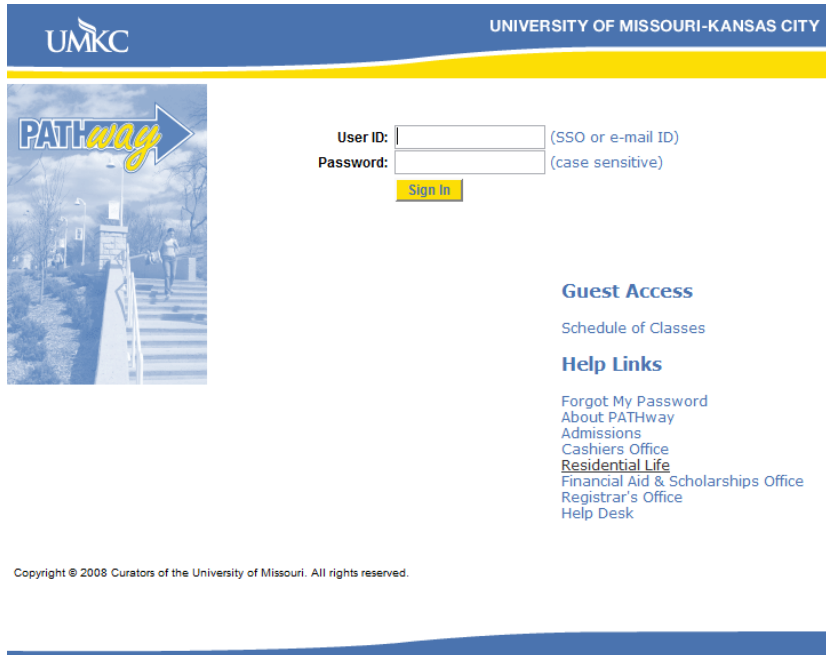 UMKC
UNIVERSITY OF MISSOURI-KANSAS CITY
PATHway
User ID: (SSO or e-mail ID)
Password: (case sensitive)
Sign In
Guest Access
Schedule of Classes
Help Links
Forgot My Password
About PATHway
Admissions
Cashiers Office
Residential Life
Financial Aid & Scholarships Office
Registrar's Office
Help Desk
Copyright © 2008 Curators of the University of Missouri. All rights reserved.